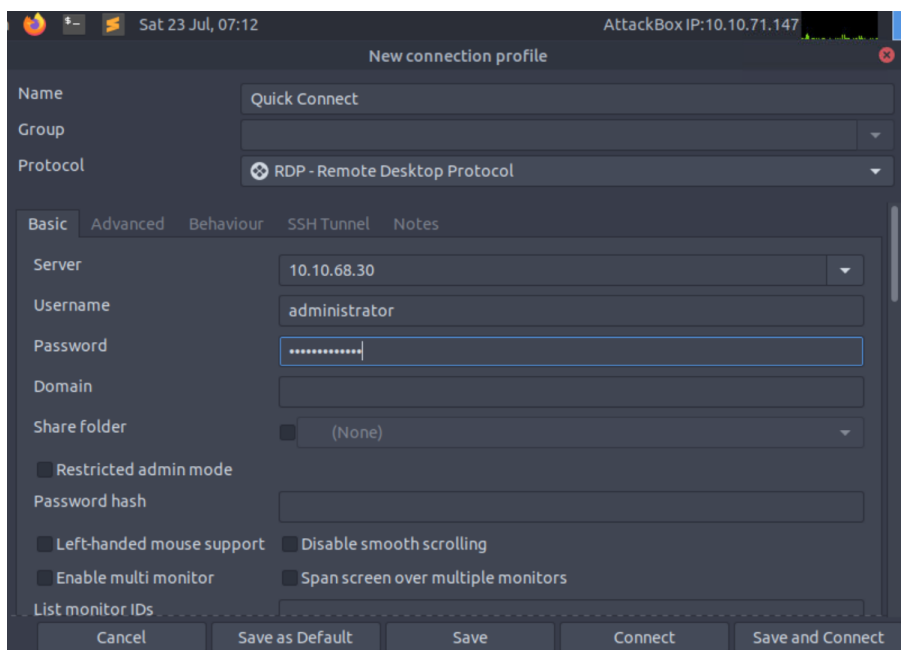 Sat 23 Jul, 07:12 AttackBox IP:10.10.71.147
New connection profile
Name Quick Connect
Group
Protocol RDP - Remote Desktop Protocol
Basic Advanced Behaviour SSH Tunnel Notes
Server 10.10.68.30
Username administrator
Password •••••••••••••
Domain
Share folder (None)
Restricted admin mode
Password hash
Left-handed mouse support Disable smooth scrolling
Enable multi monitor Span screen over multiple monitors
List monitor IDs
Cancel Save as Default Save Connect Save and Connect